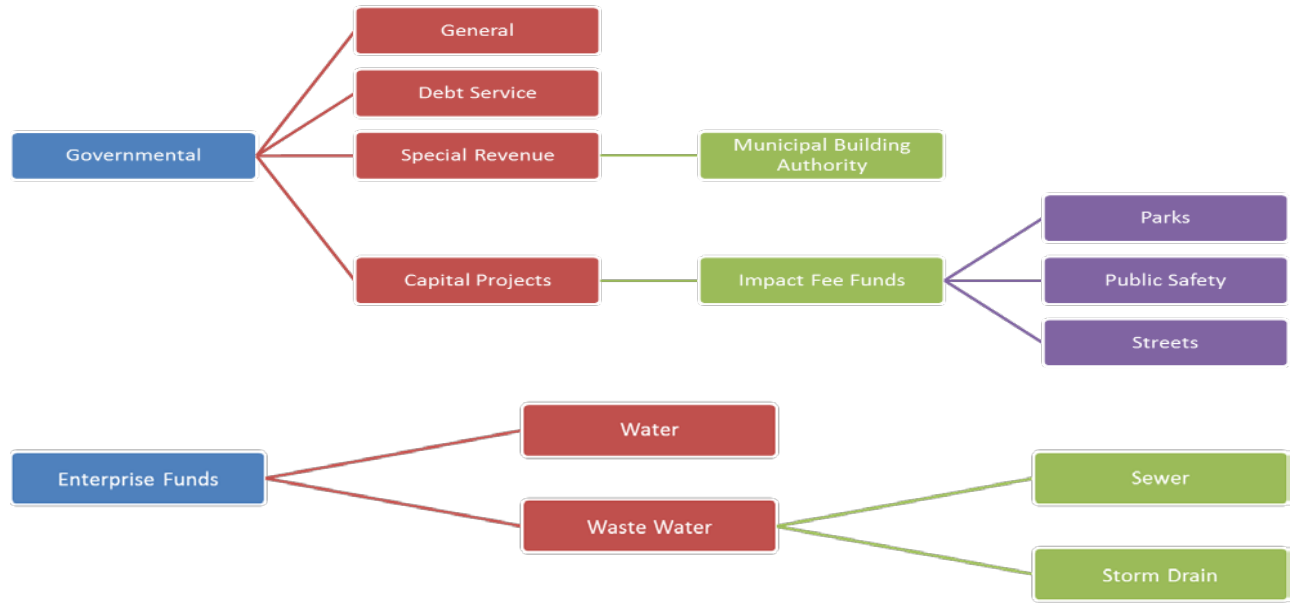 General
Debt Service
Governmental
Special Revenue
Municipal Building
Authority
Parks
Capital Projects
Impact Fee Funds
Public Safety
Streets
Water
Enterprise Funds
Sewer
Waste Water
Storm Drain